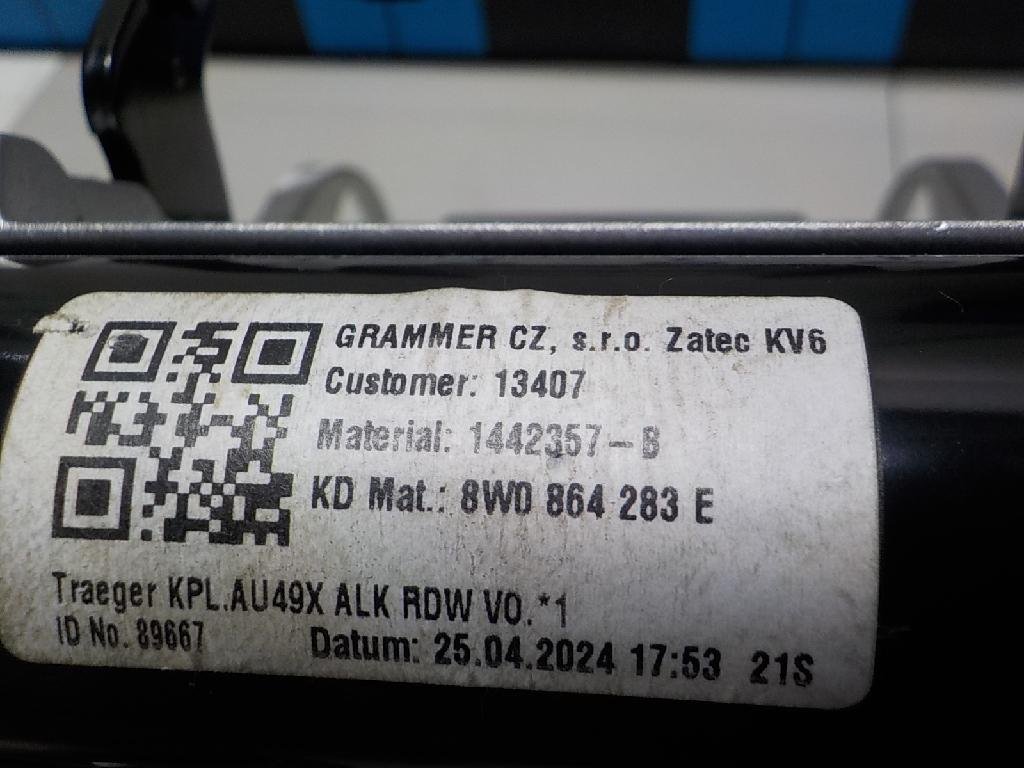 GRAMMER CZ, s.r.o. Zatec KV6
Customer: 13407
Material: 1442357-B
KD Mat.: 8W0 864 283 E
Traeger KPL.AU49X ALK RDW VO.*1
ID No. 89667
Datum: 25.04.2024 17:53 21S